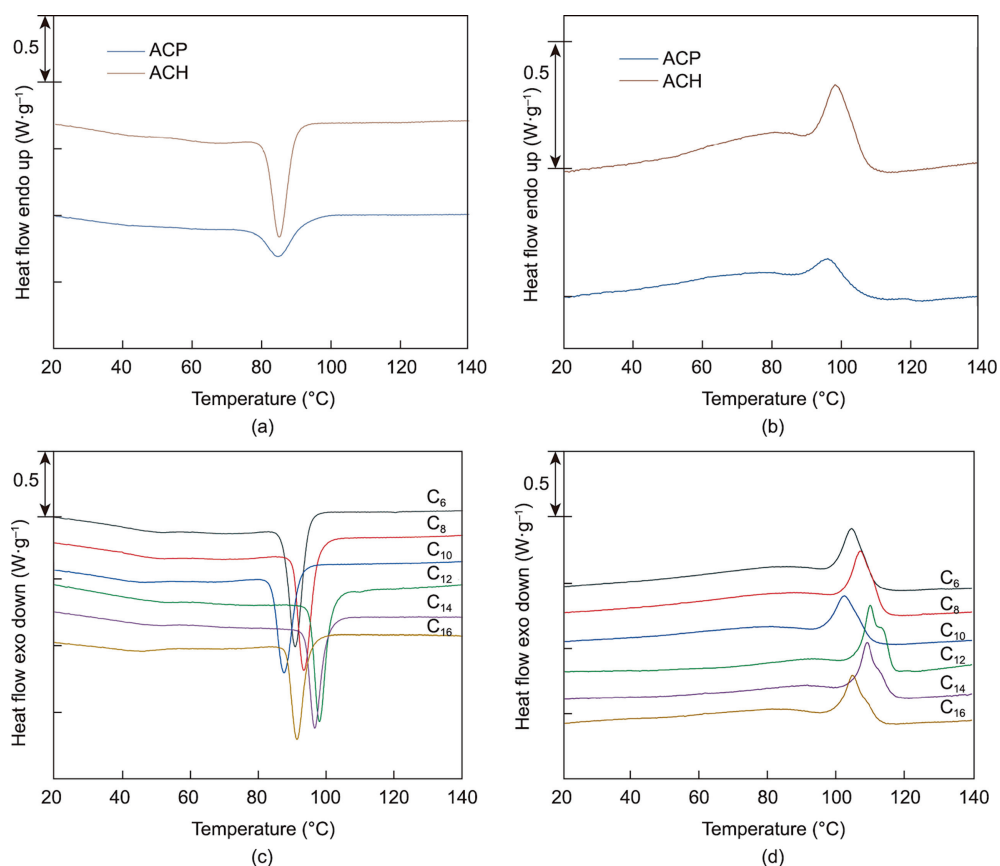 0.5
ACP
ACH
Heat flow endo up (W·g⁻¹)
20 40 60 80 100 120 140
Temperature (°C)
(a)
0.5
ACP
ACH
Heat flow endo up (W·g⁻¹)
20 40 60 80 100 120 140
Temperature (°C)
(b)
0.5
C₆
C₈
C₁₀
C₁₂
C₁₄
C₁₆
Heat flow exo down (W·g⁻¹)
20 40 60 80 100 120 140
Temperature (°C)
(c)
0.5
C₆
C₈
C₁₀
C₁₂
C₁₄
C₁₆
Heat flow exo down (W·g⁻¹)
20 40 60 80 100 120 140
Temperature (°C)
(d)